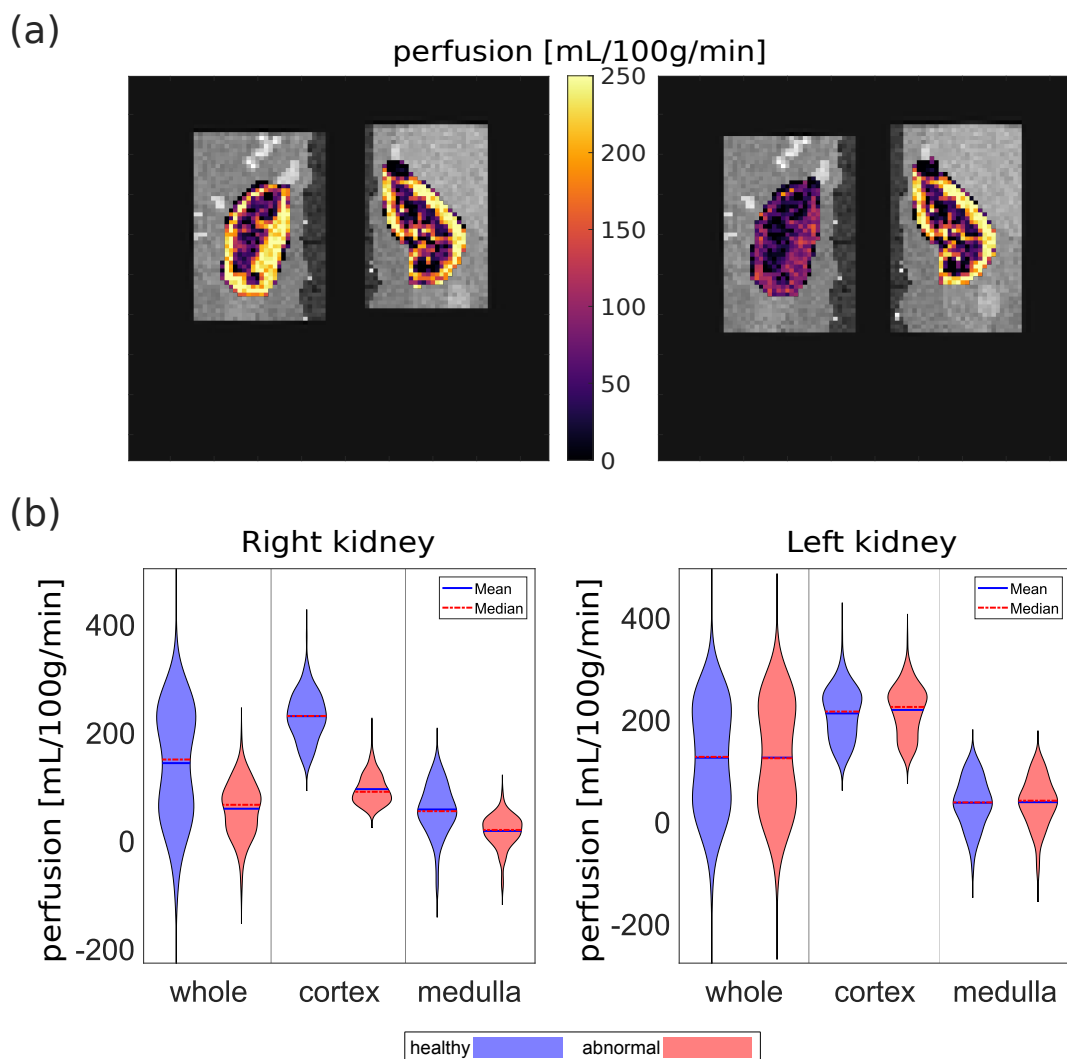 (a)
perfusion [mL/100g/min]
250
200
150
100
50
0
(b)
Right kidney
perfusion [mL/100g/min]
400
200
0
-200
Mean
Median
whole cortex medulla
Left kidney
perfusion [mL/100g/min]
400
200
0
-200
Mean
Median
whole cortex medulla
healthy abnormal